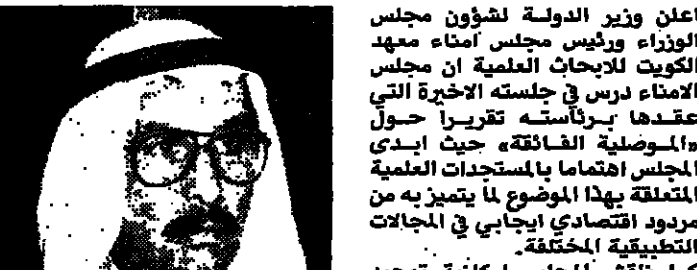 اعلن وزير الدولة لشؤون مجلس
الوزراء ورئيس مجلس امناء معهد
الكويت للابحاث العلمية ان مجلس
الامناء درس في جلسته الاخيرة التي
عقدها برئاسته تقريرا حول
«الموصلية الفائقة» حيث ابدى
المجلس اهتماما بالمستجدات العلمية
المتعلقة بهذا الموضوع لما يتميز به من
مردود اقتصادي ايجابي في المجالات
التطبيقية المختلفة.